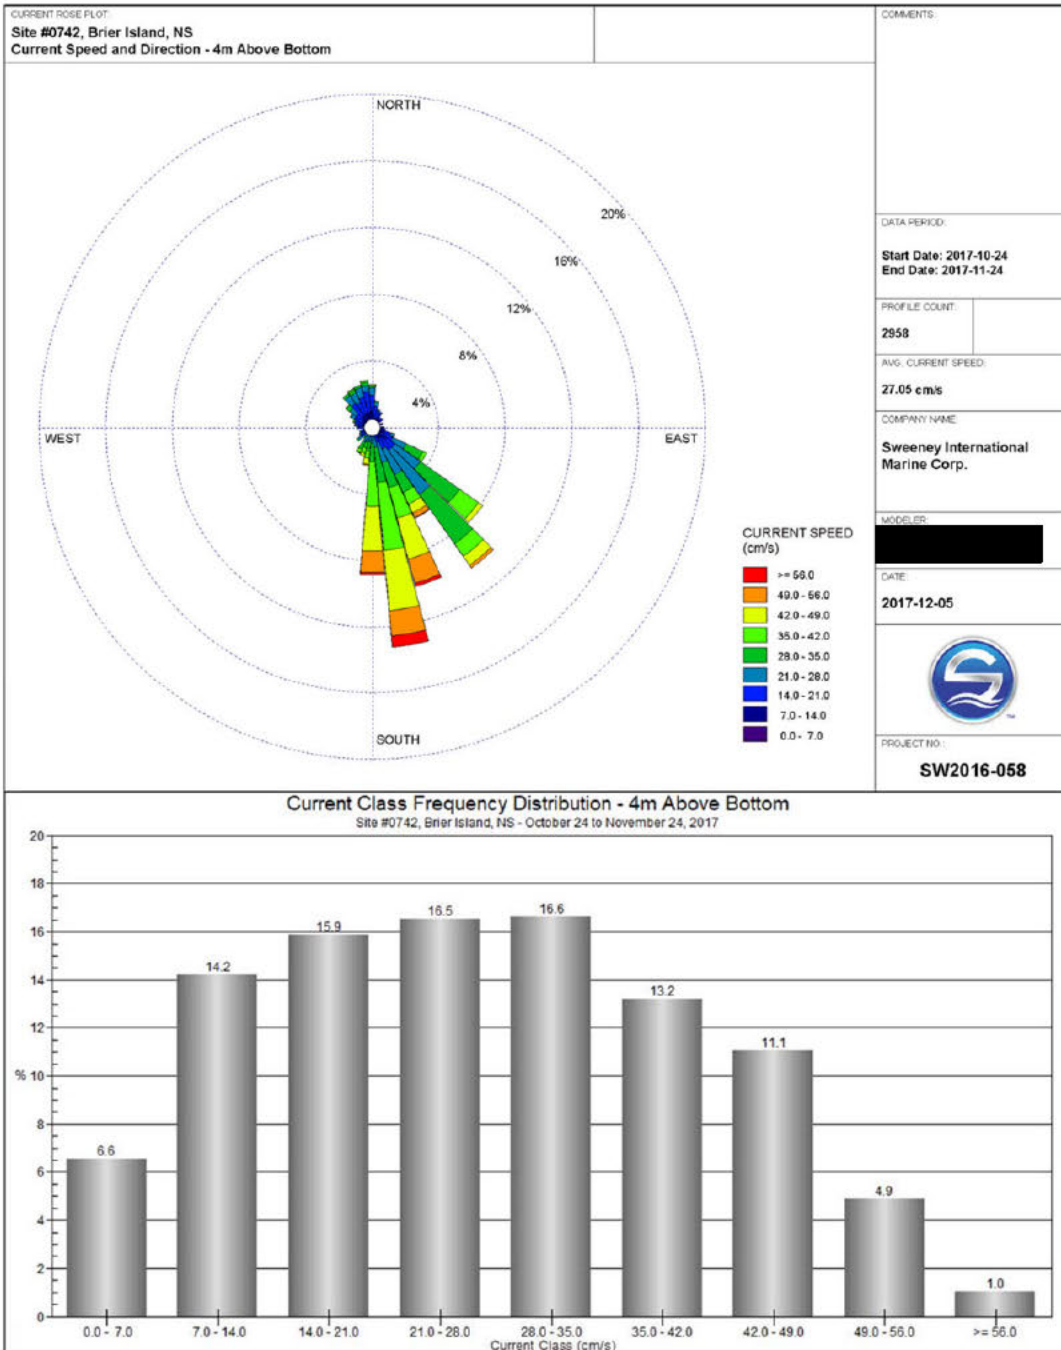 CURRENT ROSE PLOT:
Site #0742, Brier Island, NS
Current Speed and Direction - 4m Above Bottom
COMMENTS:
NORTH
20%
16%
12%
8%
4%
WEST
EAST
SOUTH
CURRENT SPEED
(cm/s)
>= 56.0
49.0 - 56.0
42.0 - 49.0
35.0 - 42.0
28.0 - 35.0
21.0 - 28.0
14.0 - 21.0
7.0 - 14.0
0.0 - 7.0
DATA PERIOD:
Start Date: 2017-10-24
End Date: 2017-11-24
PROFILE COUNT:
2958
AVG. CURRENT SPEED:
27.05 cm/s
COMPANY NAME:
Sweeney International
Marine Corp.
MODELER:
DATE:
2017-12-05
TM
PROJECT NO.:
SW2016-058
Current Class Frequency Distribution - 4m Above Bottom
Site #0742, Brier Island, NS - October 24 to November 24, 2017
20
18
16
14
12
% 10
8
6
4
2
0
6.6
14.2
15.9
16.5
16.6
13.2
11.1
4.9
1.0
0.0 - 7.0
7.0 - 14.0
14.0 - 21.0
21.0 - 28.0
28.0 - 35.0
35.0 - 42.0
42.0 - 49.0
49.0 - 56.0
>= 56.0
Current Class (cm/s)